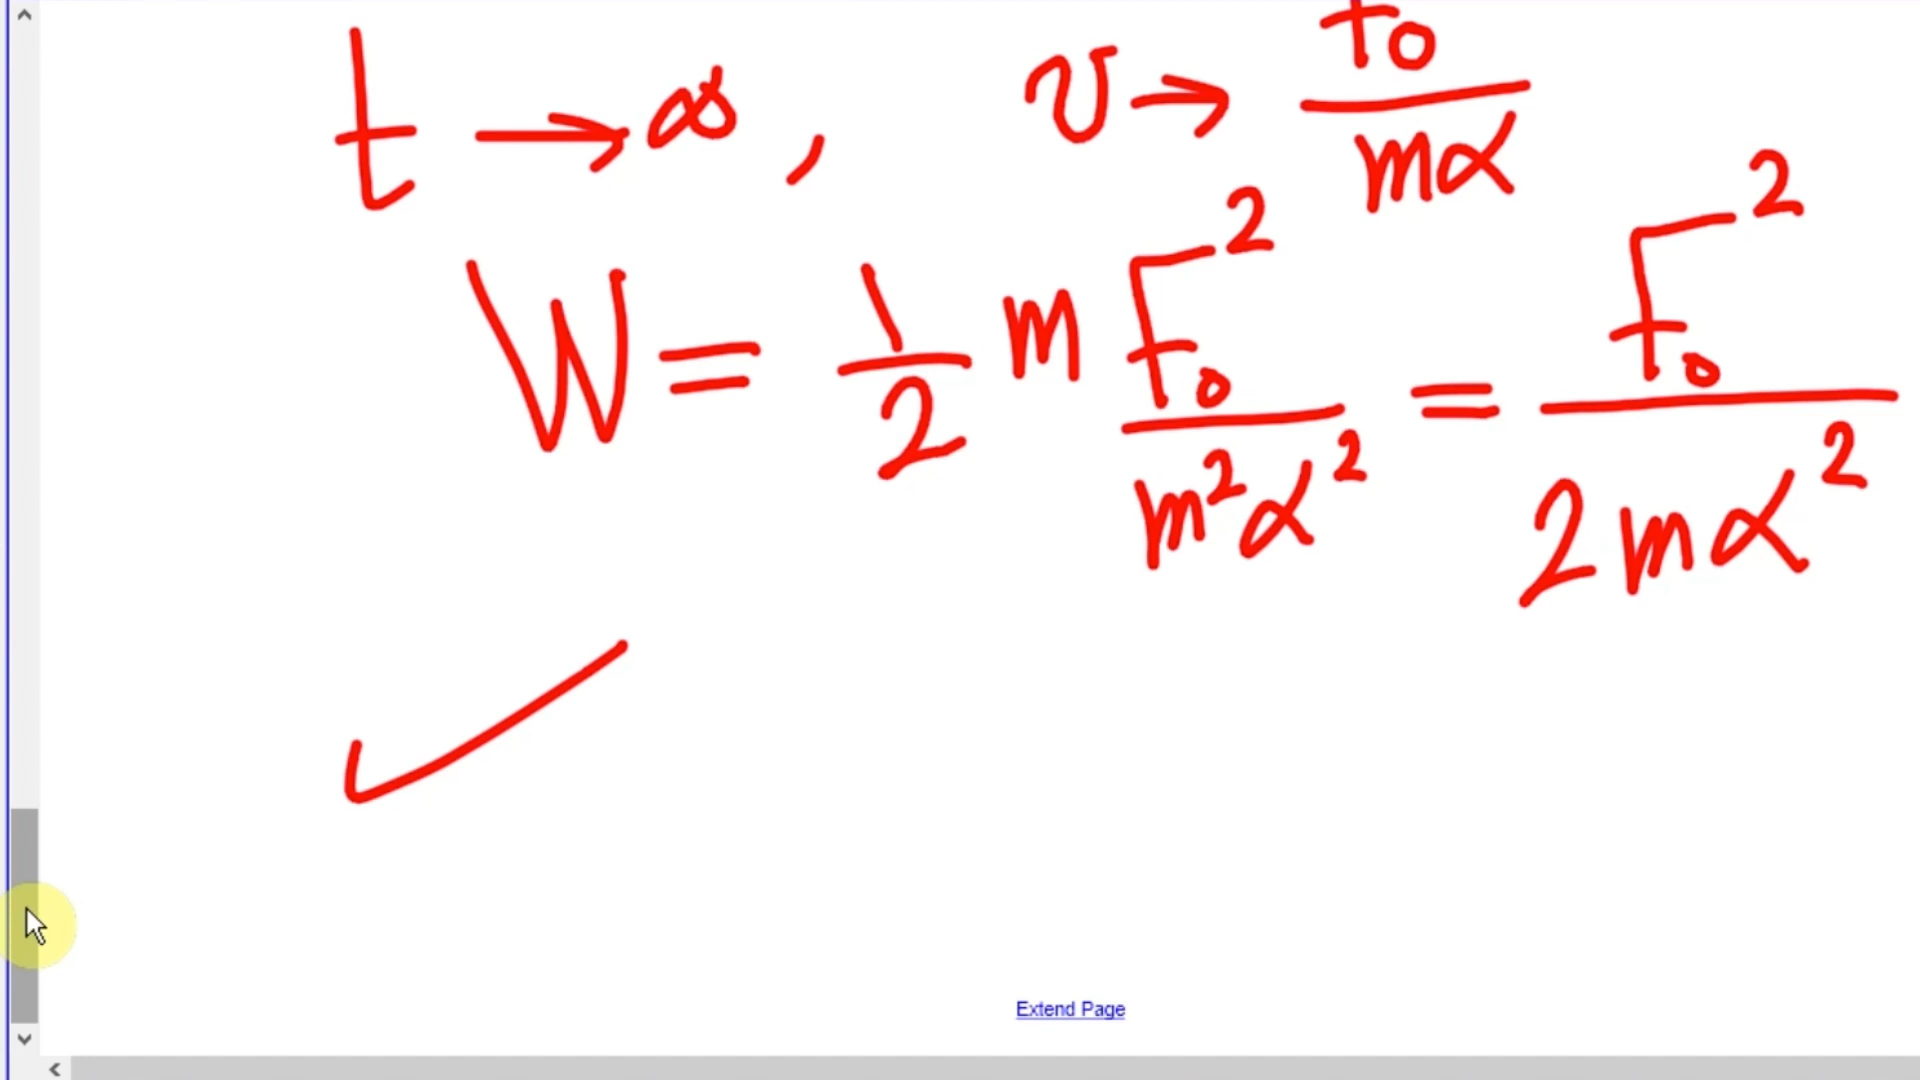 t → ∞, v → F₀/mα
W = 1/2 m F₀²/m²α² = F₀²/2mα²
Extend Page